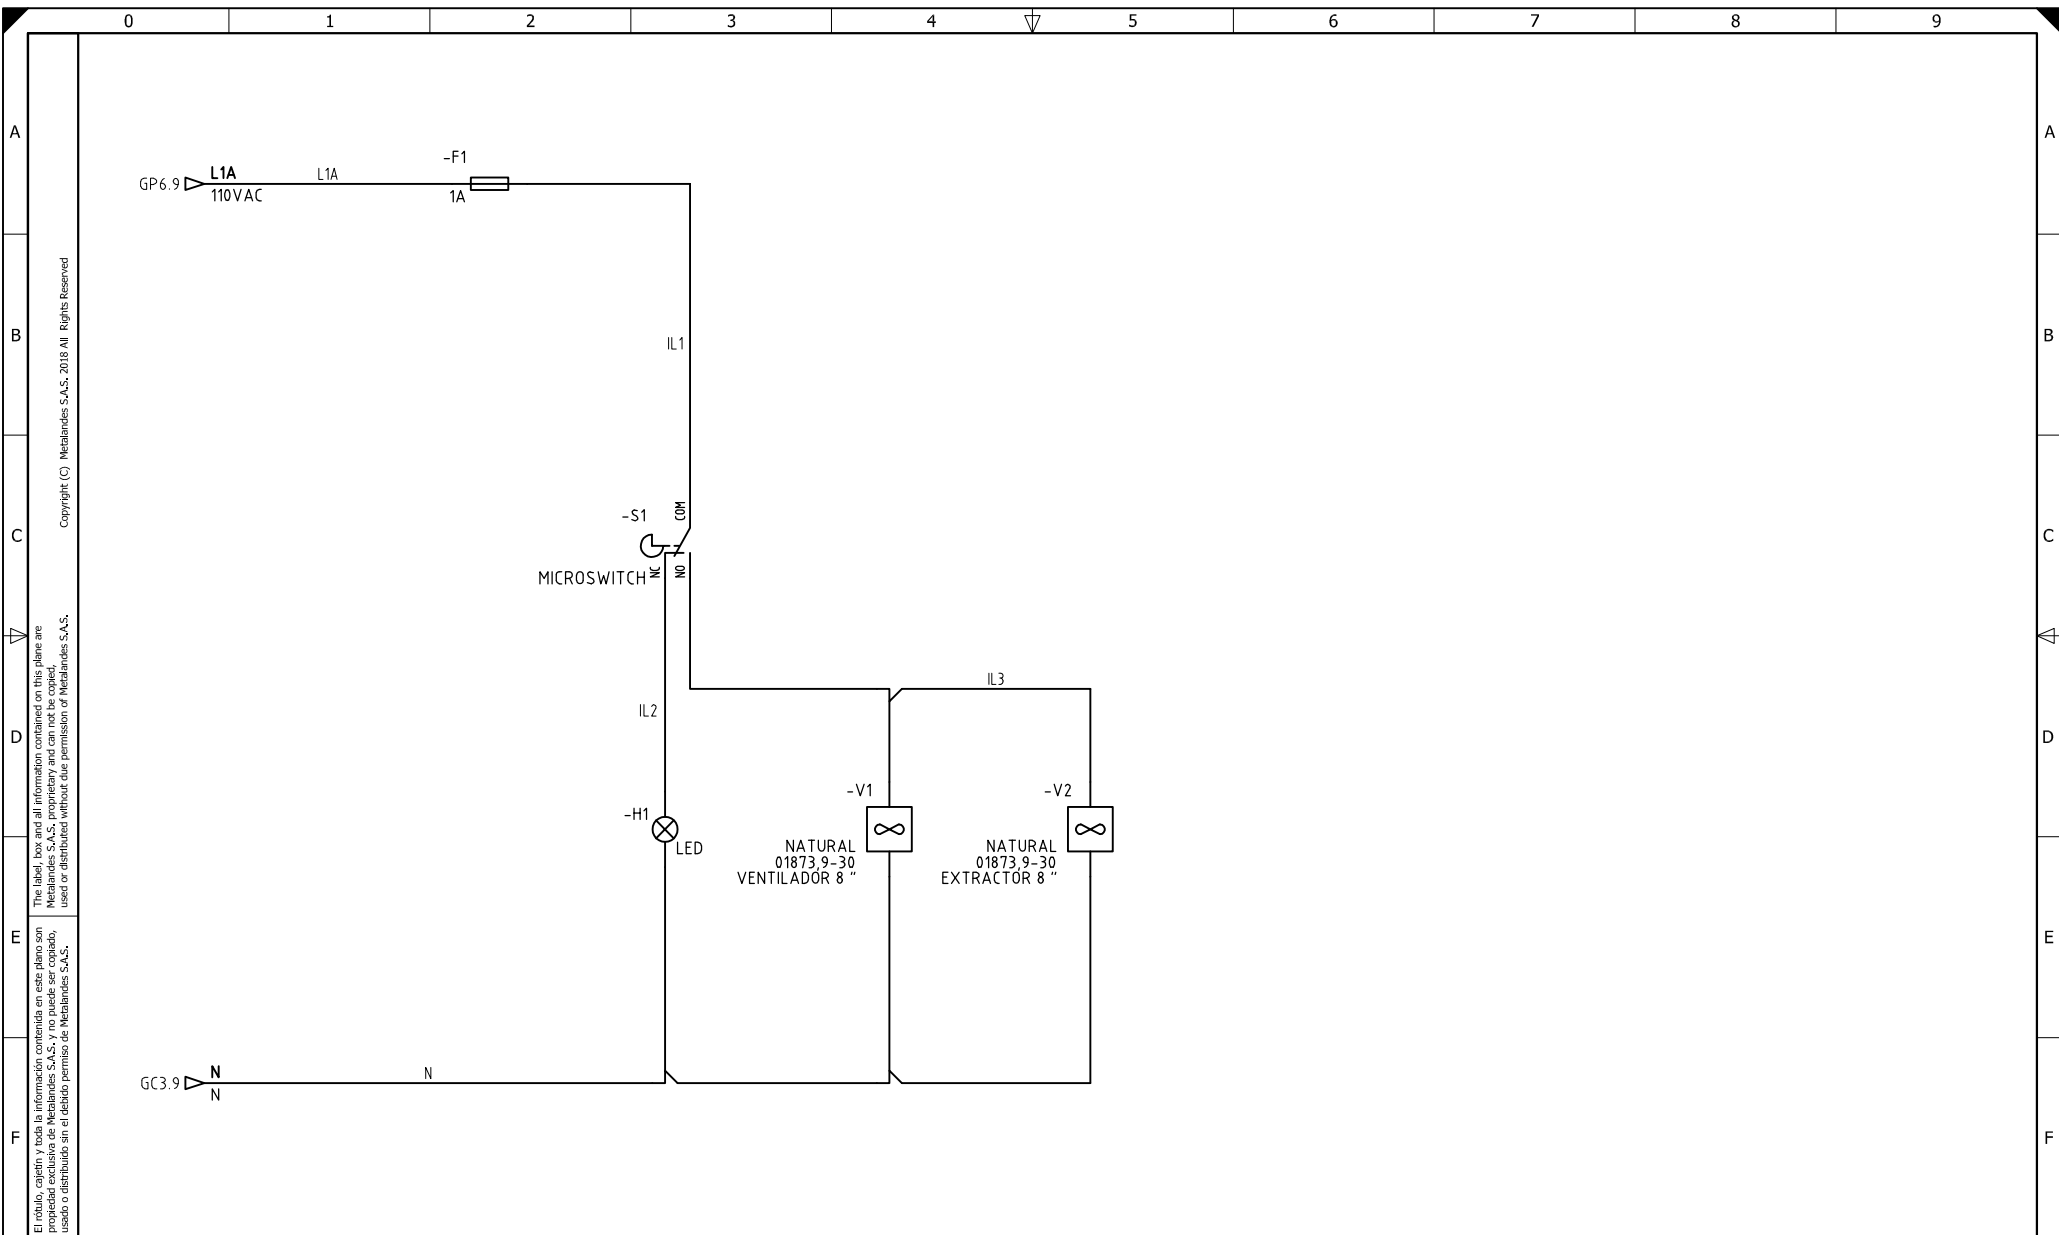 0 1 2 3 4 5 6 7 8 9
A A
-F1
GP6.9 L1A L1A
110VAC 1A
B B
IL1
COM
-S1
C C
MICROSWITCH NC NO
IL3
IL2
D D
-V1 -V2
-H1
LED
NATURAL
01873,9-30
VENTILADOR 8 "
NATURAL
01873,9-30
EXTRACTOR 8 "
E E
GC3.9 N N
N
F F
Copyright (C) Metalandes S.A.S. 2018 All Rights Reserved
The label, box and all information contained on this plane are
Metalandes S.A.S. proprietary and can not be copied,
used or distributed without due permission of Metalandes S.A.S.
El rótulo, cajetín y toda la información contenida en este plano son
propiedad exclusiva de Metalandes S.A.S. y no puede ser copiado,
usado o distribuido sin el debido permiso de Metalandes S.A.S.